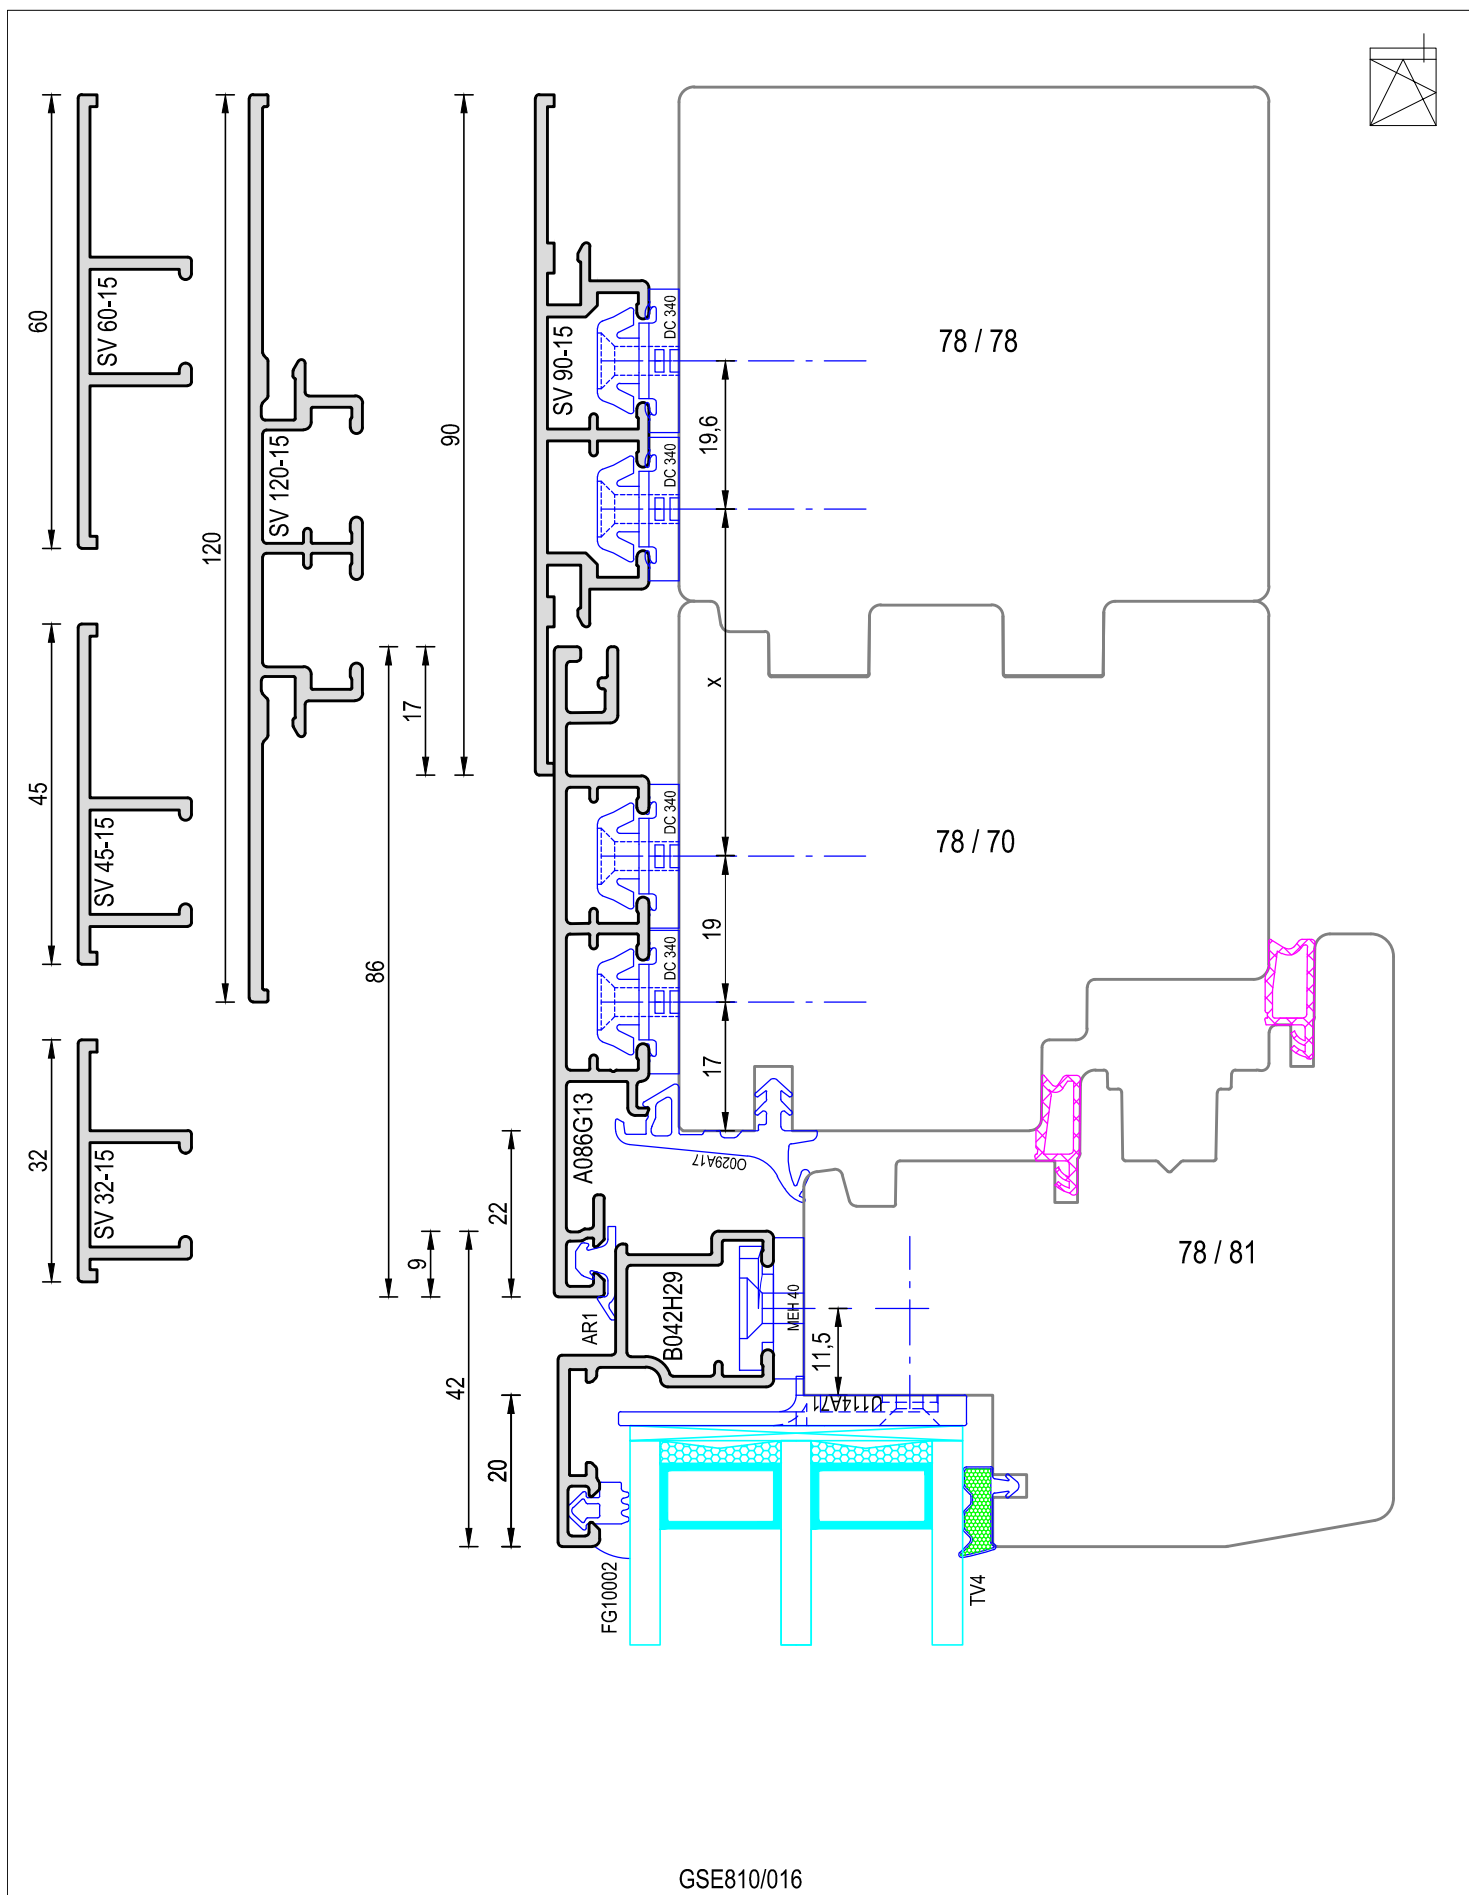 60
SV 60-15
120
SV 120-15
90
SV 90-15
DC 340
DC 340
19,6
78 / 78
45
SV 45-15
17
x
86
DC 340
DC 340
19
17
78 / 70
32
SV 32-15
A086G13
O029A17
22
9
42
AR1
B042H29
MEH 40
11,5
78 / 81
U114A71
20
FG10002
TV4
GSE810/016